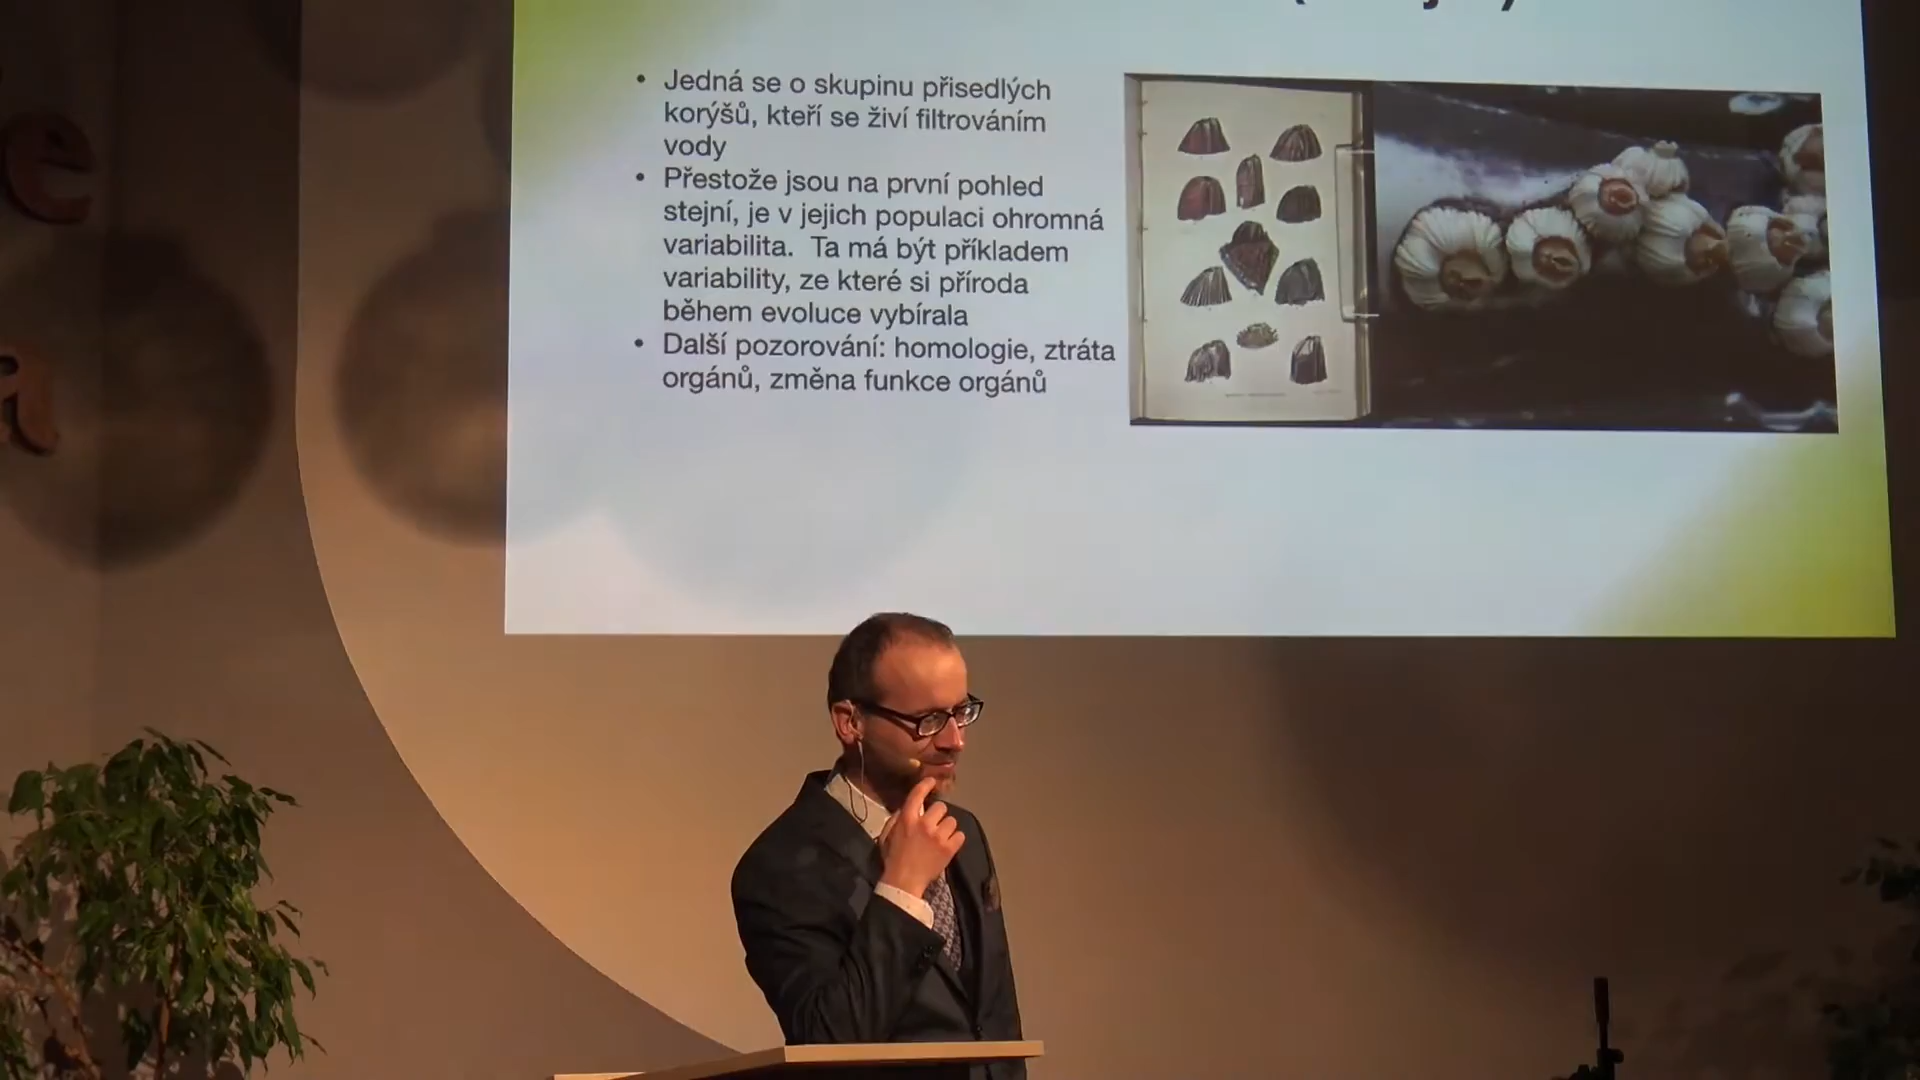 Jedná se o skupinu přisedlých
korýšů, kteří se živí filtrováním
vody
Přestože jsou na první pohled
stejní, je v jejich populaci ohromná
variabilita. Ta má být příkladem
variability, ze které si příroda
během evoluce vybírala
Další pozorování: homologie, ztráta
orgánů, změna funkce orgánů
e
a